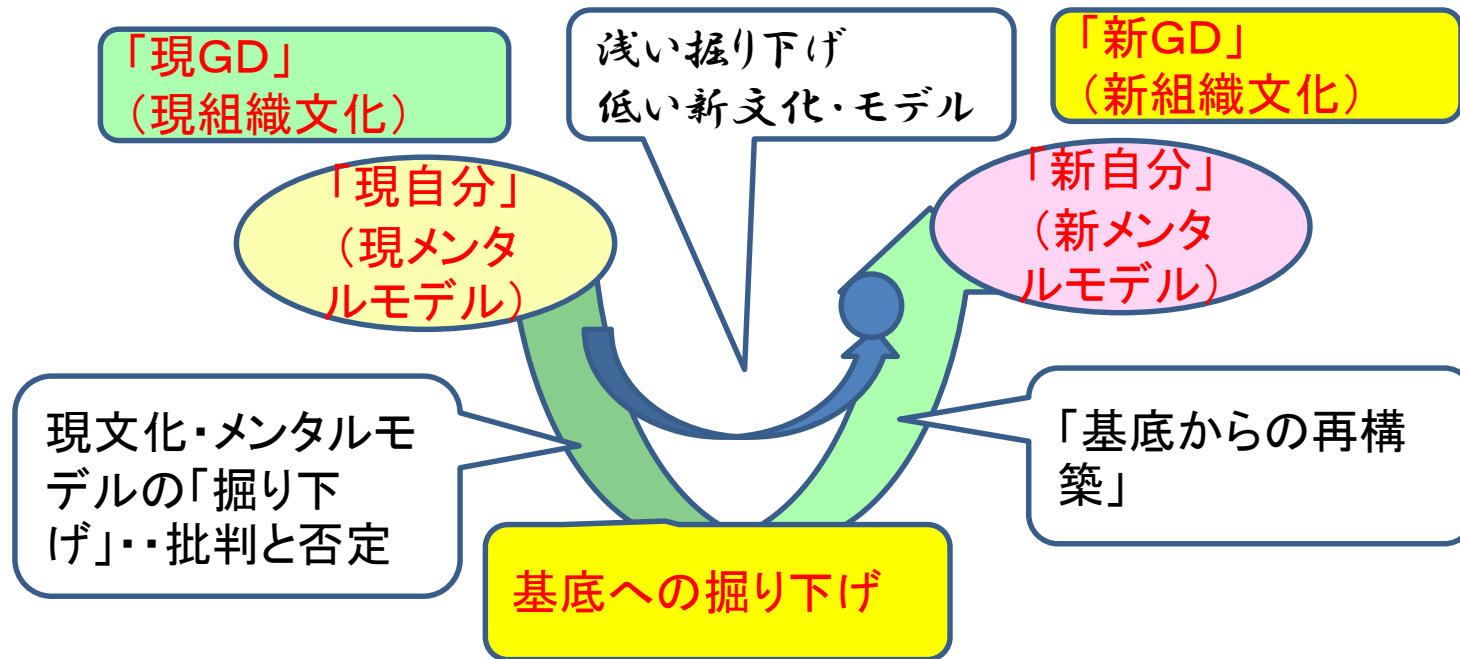 「現GD」
（現組織文化）
浅い掘り下げ
低い新文化・モデル
「新GD」
（新組織文化）
「現自分」
（現メンタ
ルモデル）
「新自分」
（新メンタ
ルモデル）
現文化・メンタルモ
デルの「掘り下
げ」・・批判と否定
「基底からの再構
築」
基底への掘り下げ